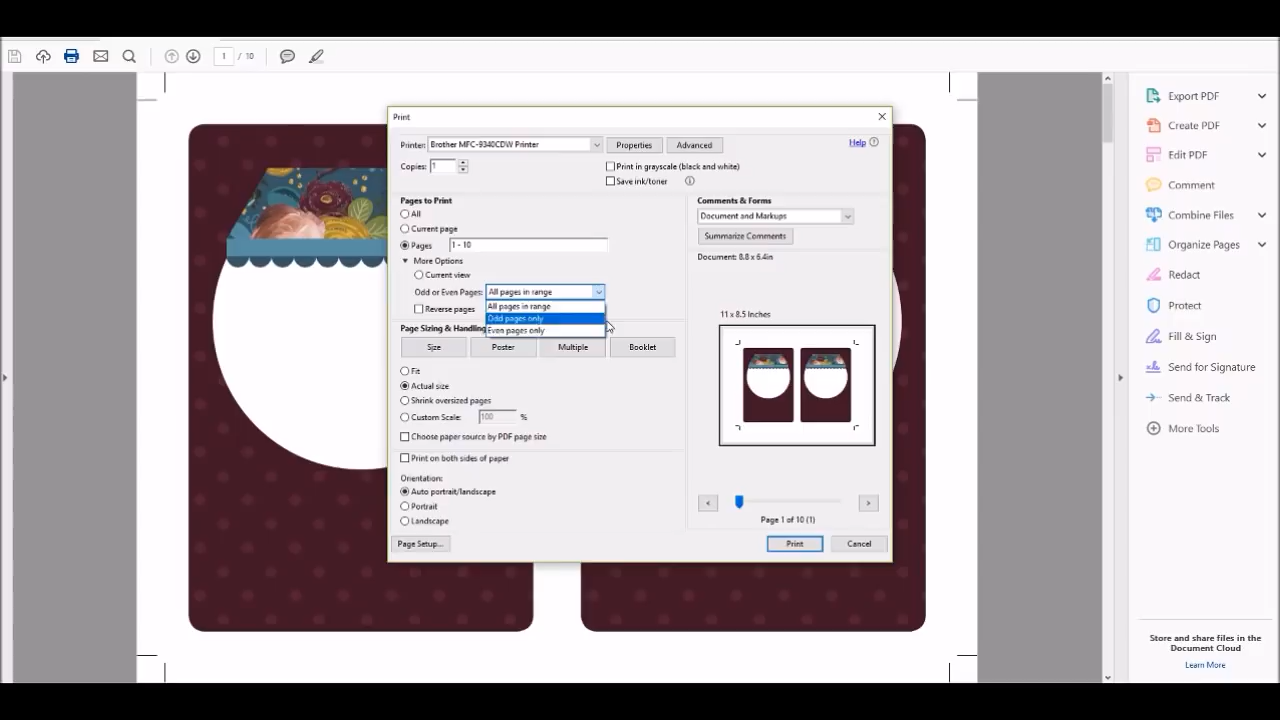 1 / 10
Export PDF
Create PDF
Edit PDF
Comment
Combine Files
Organize Pages
Redact
Protect
Fill & Sign
Send for Signature
Send & Track
More Tools
Store and share files in the
Document Cloud
Learn More
Print
Printer: Brother MFC-9340CDW Printer Properties Advanced Help
Copies: 1 Print in grayscale (black and white)
Save ink/toner
Pages to Print
All
Current page
Pages 1 - 10
More Options
Current view
Odd or Even Pages: All pages in range
All pages in range
Odd pages only
Even pages only
Reverse pages
Page Sizing & Handling
Size Poster Multiple Booklet
Fit
Actual size
Shrink oversized pages
Custom Scale: 100 %
Choose paper source by PDF page size
Print on both sides of paper
Orientation:
Auto portrait/landscape
Portrait
Landscape
Comments & Forms
Document and Markups
Summarize Comments
Document: 8.8 x 6.4in
11 x 8.5 Inches
< >
Page 1 of 10 (1)
Page Setup... Print Cancel